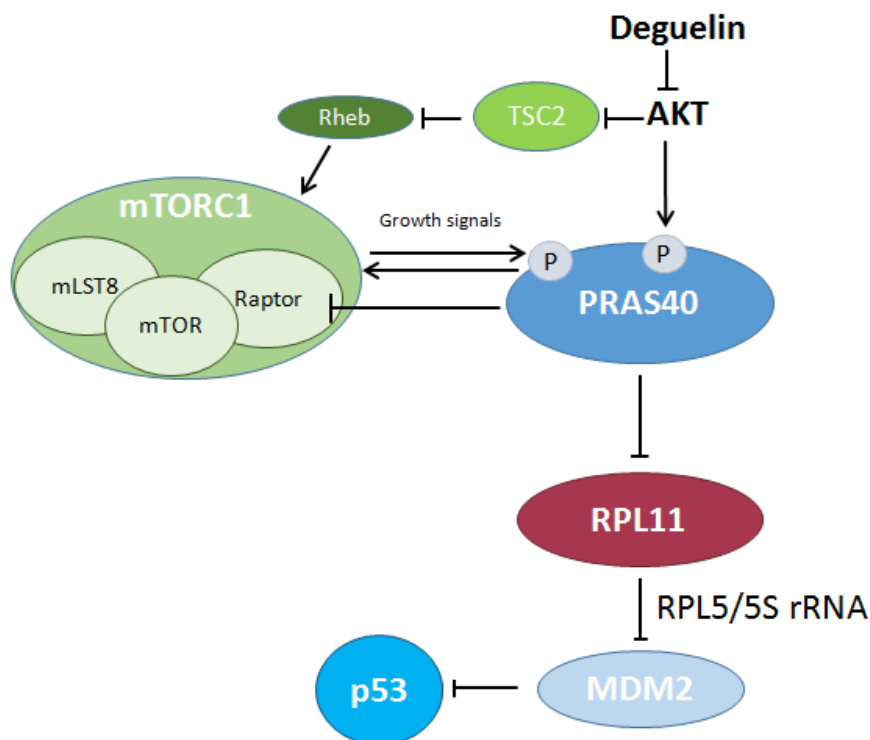 Deguelin
Rheb
TSC2
AKT
mTORC1
Growth signals
P
P
mLST8
Raptor
mTOR
PRAS40
RPL11
RPL5/5S rRNA
p53
MDM2